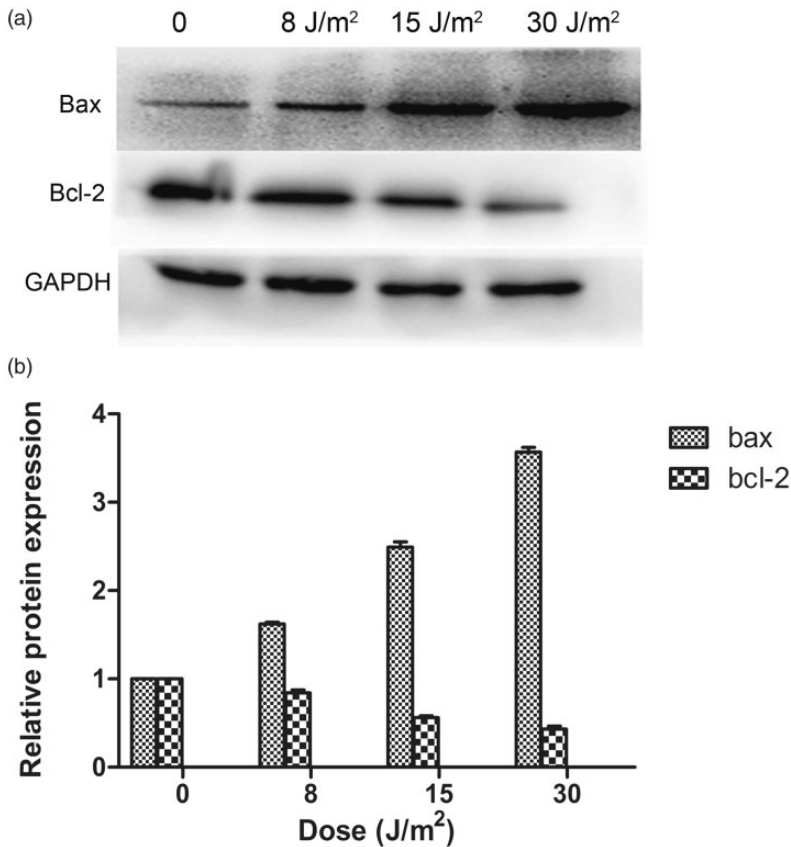 (a)
0 8 J/m² 15 J/m² 30 J/m²
Bax
Bcl-2
GAPDH
(b)
Relative protein expression
4
3
2
1
0
0 8 15 30
Dose (J/m²)
bax
bcl-2